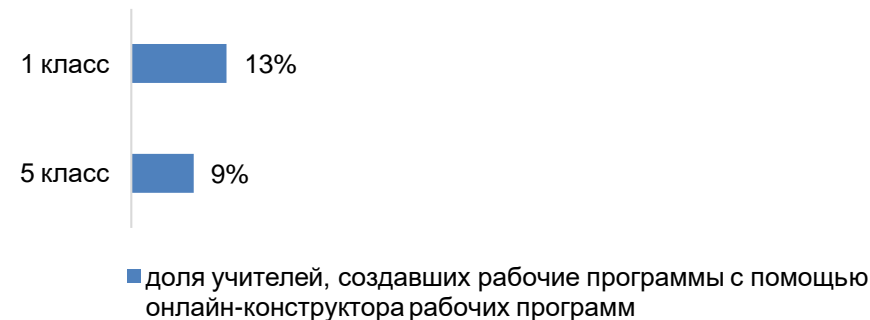 1 класс
13%
5 класс
9%
доля учителей, создавших рабочие программы с помощью
онлайн-конструктора рабочих программ